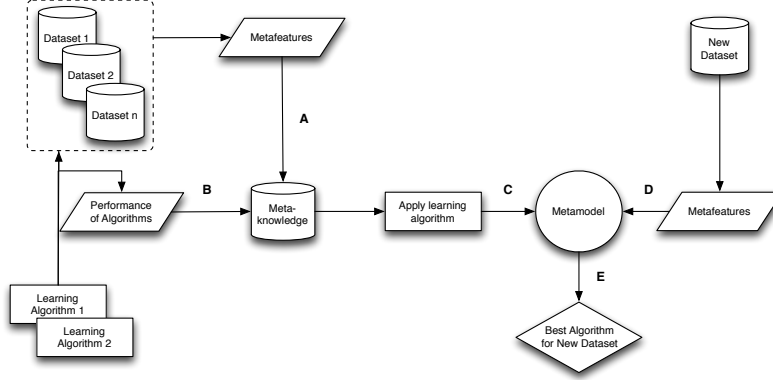 Dataset 1
Dataset 2
Dataset n
Metafeatures
New
Dataset
A
Performance
of Algorithms
B
Meta-
knowledge
Apply learning
algorithm
C
Metamodel
D
Metafeatures
E
Learning
Algorithm 1
Learning
Algorithm 2
Best Algorithm
for New Dataset